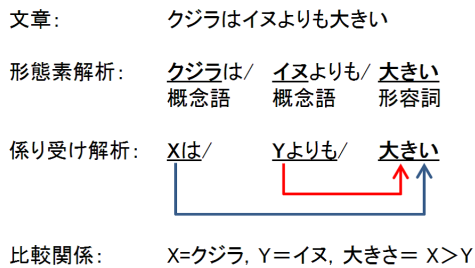 文章: クジラはイヌよりも大きい
形態素解析: クジラは/ イヌよりも/ 大きい
概念語 概念語 形容詞
係り受け解析: Xは/ Yよりも/ 大きい
比較関係: X=クジラ, Y＝イヌ, 大きさ＝ X＞Y